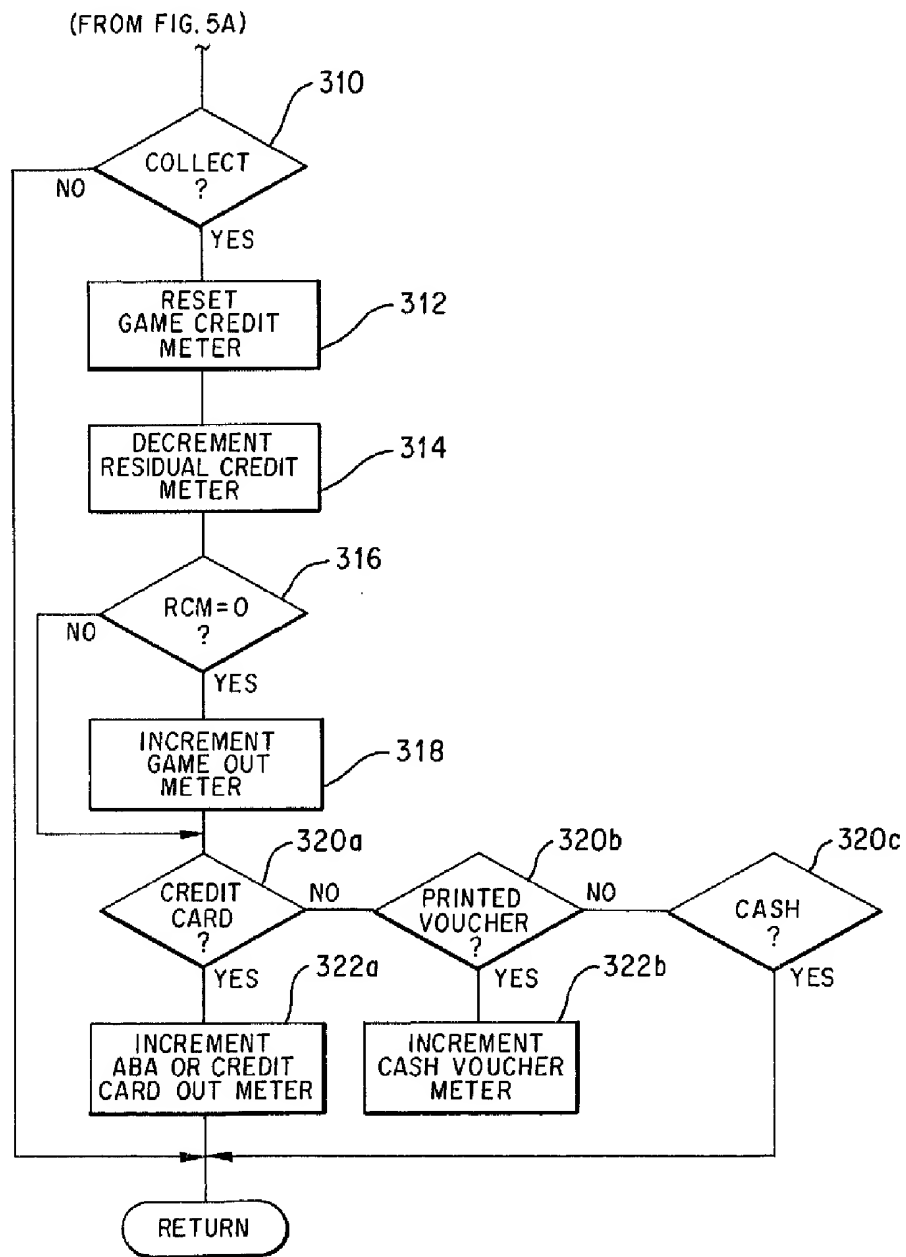 (FROM FIG. 5A)
310
COLLECT
?
NO
YES
RESET
GAME CREDIT
METER
312
DECREMENT
RESIDUAL CREDIT
METER
314
316
RCM=0
?
NO
YES
INCREMENT
GAME OUT
METER
318
320a
320b
320c
CREDIT
CARD
?
NO
PRINTED
VOUCHER
?
NO
CASH
?
YES
322a
YES
322b
YES
INCREMENT
ABA OR CREDIT
CARD OUT METER
INCREMENT
CASH VOUCHER
METER
RETURN